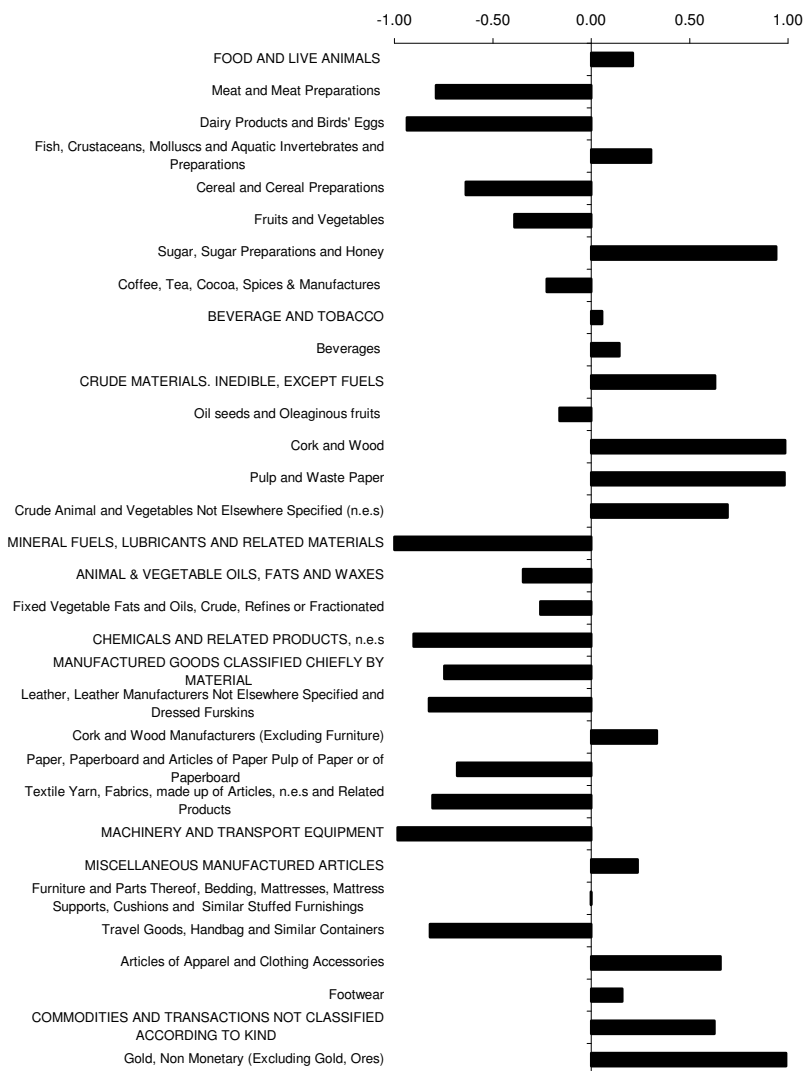 -1.00 -0.50 0.00 0.50 1.00
FOOD AND LIVE ANIMALS
Meat and Meat Preparations
Dairy Products and Birds' Eggs
Fish, Crustaceans, Molluscs and Aquatic Invertebrates and
Preparations
Cereal and Cereal Preparations
Fruits and Vegetables
Sugar, Sugar Preparations and Honey
Coffee, Tea, Cocoa, Spices & Manufactures
BEVERAGE AND TOBACCO
Beverages
CRUDE MATERIALS. INEDIBLE, EXCEPT FUELS
Oil seeds and Oleaginous fruits
Cork and Wood
Pulp and Waste Paper
Crude Animal and Vegetables Not Elsewhere Specified (n.e.s)
MINERAL FUELS, LUBRICANTS AND RELATED MATERIALS
ANIMAL & VEGETABLE OILS, FATS AND WAXES
Fixed Vegetable Fats and Oils, Crude, Refines or Fractionated
CHEMICALS AND RELATED PRODUCTS, n.e.s
MANUFACTURED GOODS CLASSIFIED CHIEFLY BY
MATERIAL
Leather, Leather Manufacturers Not Elsewhere Specified and
Dressed Furskins
Cork and Wood Manufacturers (Excluding Furniture)
Paper, Paperboard and Articles of Paper Pulp of Paper or of
Paperboard
Textile Yarn, Fabrics, made up of Articles, n.e.s and Related
Products
MACHINERY AND TRANSPORT EQUIPMENT
MISCELLANEOUS MANUFACTURED ARTICLES
Furniture and Parts Thereof, Bedding, Mattresses, Mattress
Supports, Cushions and Similar Stuffed Furnishings
Travel Goods, Handbag and Similar Containers
Articles of Apparel and Clothing Accessories
Footwear
COMMODITIES AND TRANSACTIONS NOT CLASSIFIED
ACCORDING TO KIND
Gold, Non Monetary (Excluding Gold, Ores)